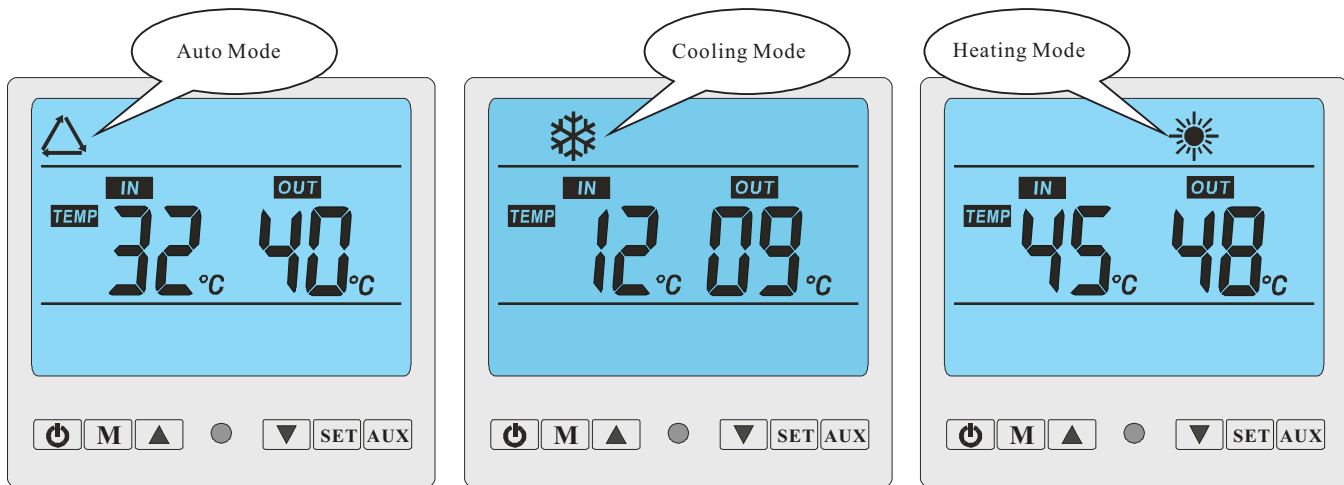 Auto Mode
IN OUT
TEMP 32 °C 40 °C
M SET AUX
Cooling Mode
IN OUT
TEMP 12 °C 09 °C
M SET AUX
Heating Mode
IN OUT
TEMP 45 °C 48 °C
M SET AUX